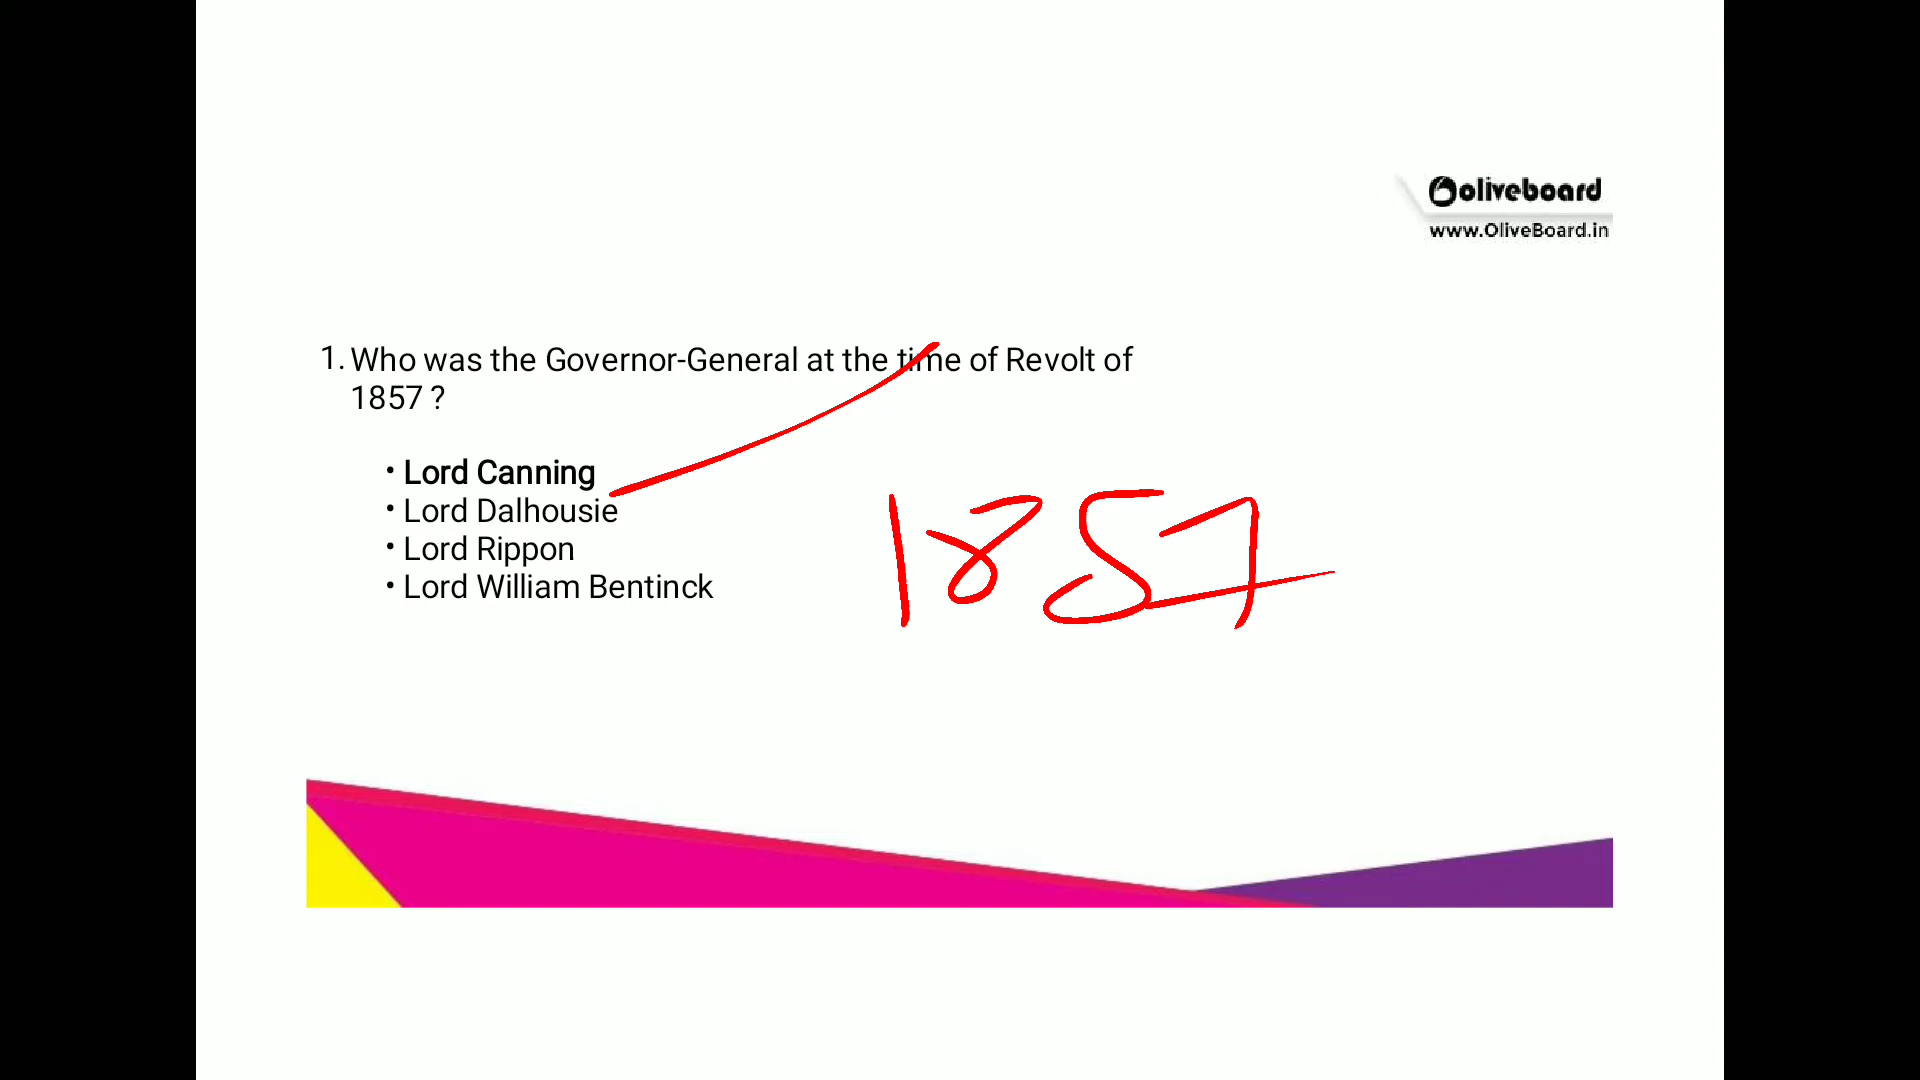 oliveboard
www.OliveBoard.in
1. Who was the Governor-General at the time of Revolt of
1857 ?
• Lord Canning
• Lord Dalhousie
• Lord Rippon
• Lord William Bentinck
1857